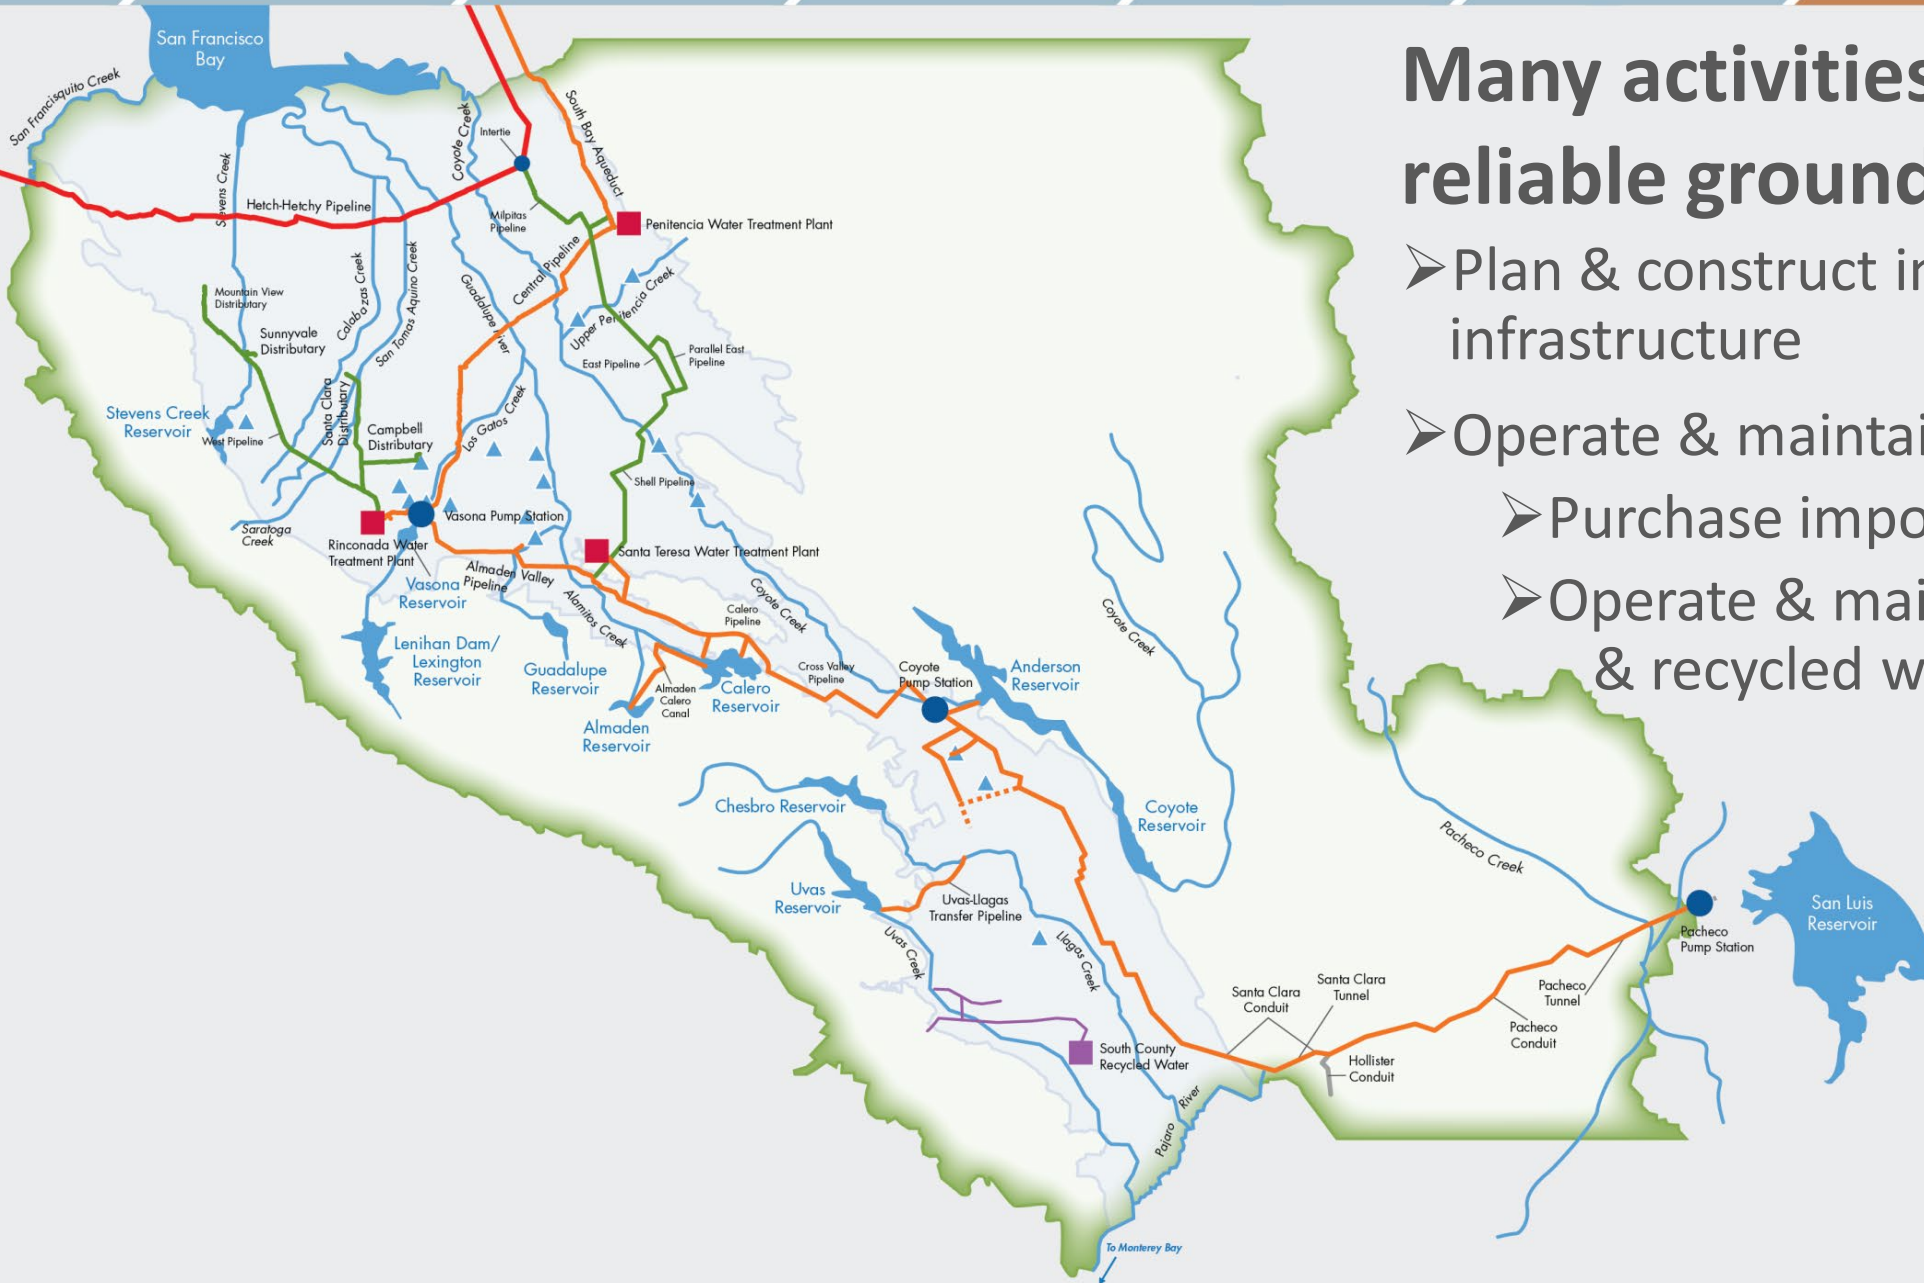 San Francisco
Bay
San Francisquito Creek
Stevens Creek
Hetch-Hetchy Pipeline
Coyote Creek
Intertie
South Bay Aqueduct
Milpitas
Pipeline
Penitencia Water Treatment Plant
Central Pipeline
Upper Penitencia Creek
Guadalupe River
Calabazas Creek
San Tomas Aquino Creek
Mountain View
Distributary
Sunnyvale
Distributary
East Pipeline
Parallel East
Pipeline
Santa Clara
Distributary
Stevens Creek
Reservoir
West Pipeline
Campbell
Distributary
Los Gatos Creek
Shell Pipeline
Saratoga
Creek
Vasona Pump Station
Rinconada Water
Treatment Plant
Santa Teresa Water Treatment Plant
Vasona
Reservoir
Almaden Valley
Pipeline
Alamitos Creek
Calero
Pipeline
Coyote Creek
Coyote Creek
Lenihan Dam/
Lexington
Reservoir
Guadalupe
Reservoir
Almaden
Calero
Canal
Calero
Reservoir
Cross Valley
Pipeline
Coyote
Pump Station
Anderson
Reservoir
Almaden
Reservoir
Chesbro Reservoir
Coyote
Reservoir
Pacheco Creek
Uvas
Reservoir
Uvas-Llagas
Transfer Pipeline
Uvas Creek
Llagas Creek
San Luis
Reservoir
Pacheco
Pump Station
Santa Clara
Conduit
Santa Clara
Tunnel
Pacheco
Tunnel
Pacheco
Conduit
Hollister
Conduit
South County
Recycled Water
Pajaro River
To Monterey Bay
Many activities
reliable ground
➢Plan & construct in
infrastructure
➢Operate & maintai
➢Purchase impo
➢Operate & mai
& recycled w